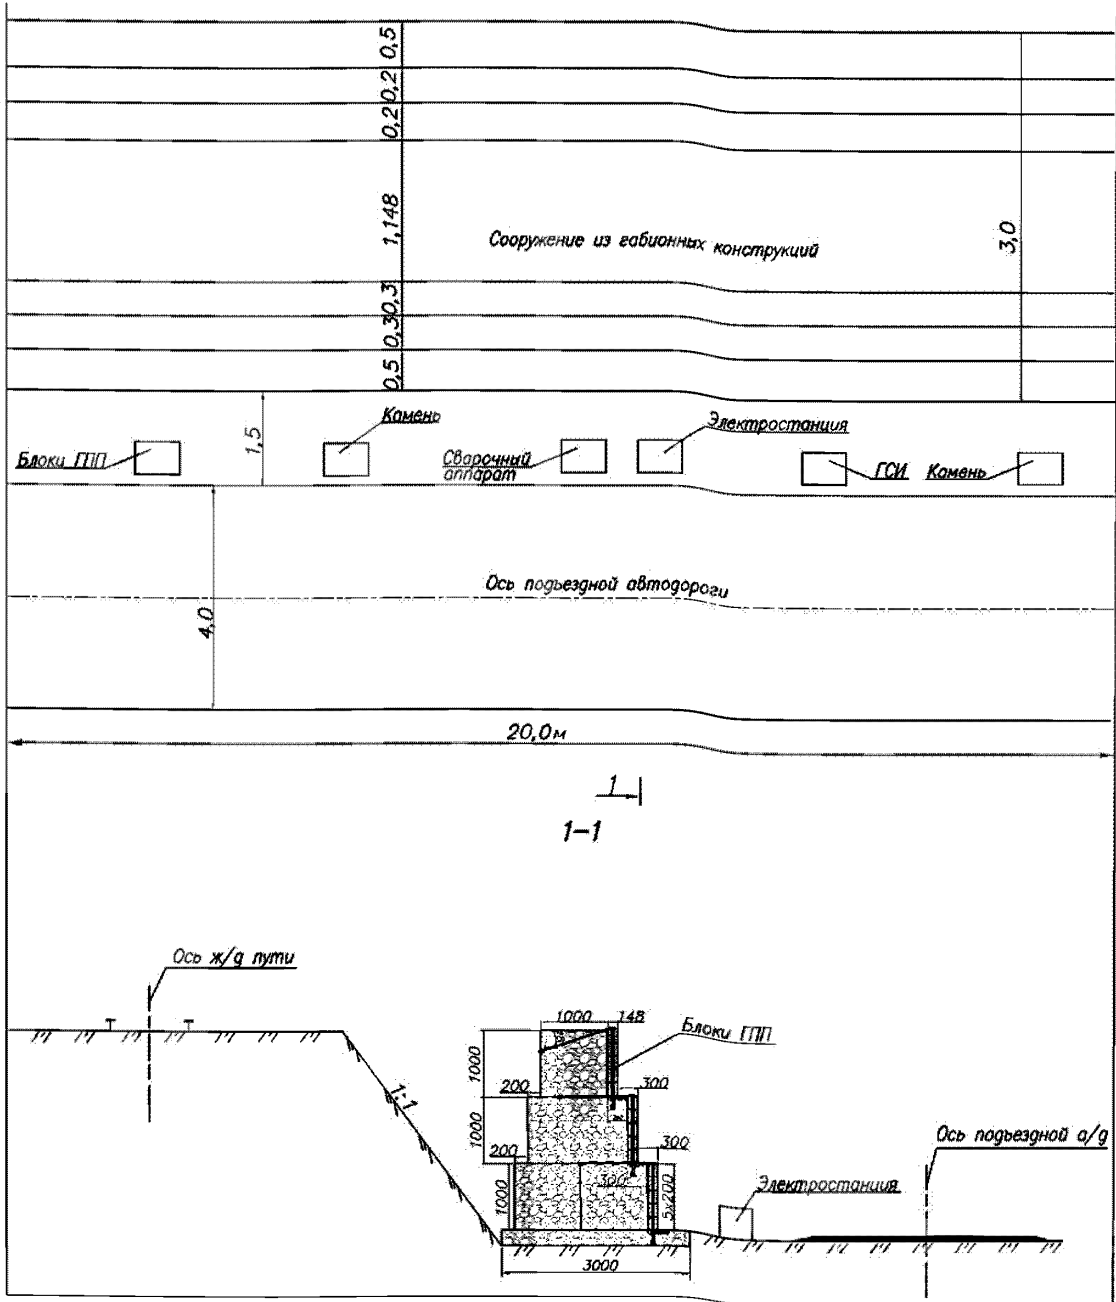 0,5
0,2
0,2
1,148
Сооружение из габионных конструкций
3,0
0,3
0,3
0,5
1,5
Блоки ГПП
Камень
Сварочный
аппарат
Электростанция
ГСИ
Камень
Ось подъездной автодороги
4,0
20,0м
1
1-1
Ось ж/д пути
1:1
1000
148
Блоки ГПП
1000
200
300
1000
200
300
1000
300
5х200
3000
Электростанция
Ось подъездной а/д